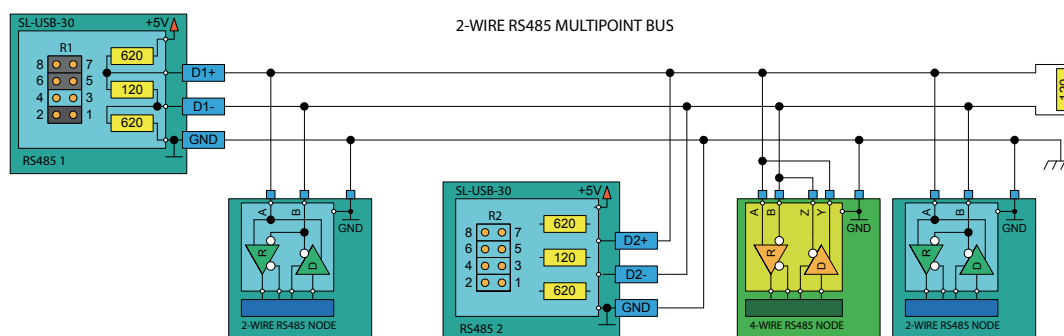 2-WIRE RS485 MULTIPOINT BUS
SL-USB-30
+5V
R1
8 7
6 5
4 3
2 1
620
120
620
D1+
D1-
GND
RS485 1
120
A B
GND
R D
2-WIRE RS485 NODE
SL-USB-30
+5V
R2
8 7
6 5
4 3
2 1
620
120
620
D2+
D2-
GND
RS485 2
A B Z Y
GND
R D
4-WIRE RS485 NODE
A B
GND
R D
2-WIRE RS485 NODE